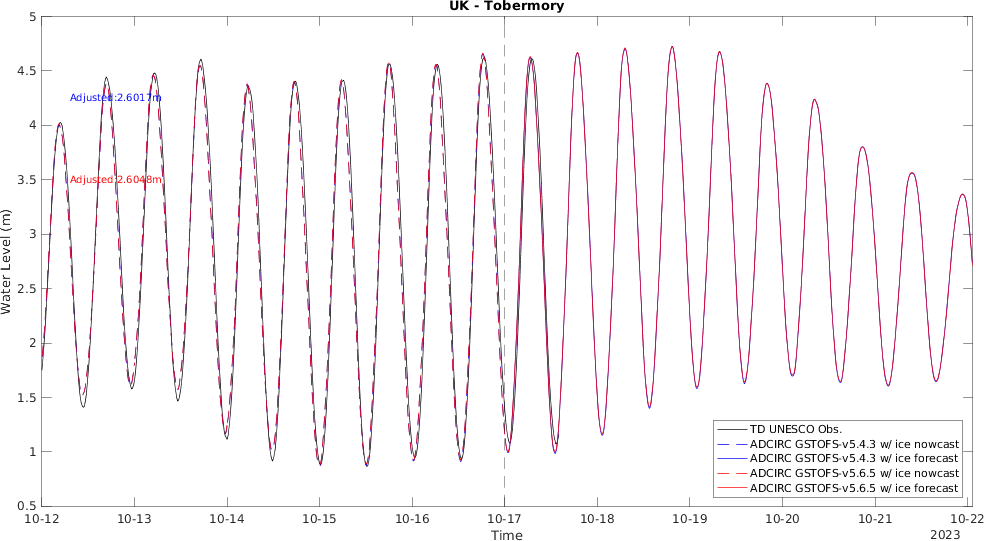 UK - Tobermory
5
4.5
4
3.5
3
2.5
2
1.5
1
0.5
Water Level (m)
Adjusted:2.6017m
Adjusted:2.6048m
TD UNESCO Obs.
ADCIRC GSTOFS-v5.4.3 w/ ice nowcast
ADCIRC GSTOFS-v5.4.3 w/ ice forecast
ADCIRC GSTOFS-v5.6.5 w/ ice nowcast
ADCIRC GSTOFS-v5.6.5 w/ ice forecast
10-12 10-13 10-14 10-15 10-16 10-17 10-18 10-19 10-20 10-21 10-22
Time
2023